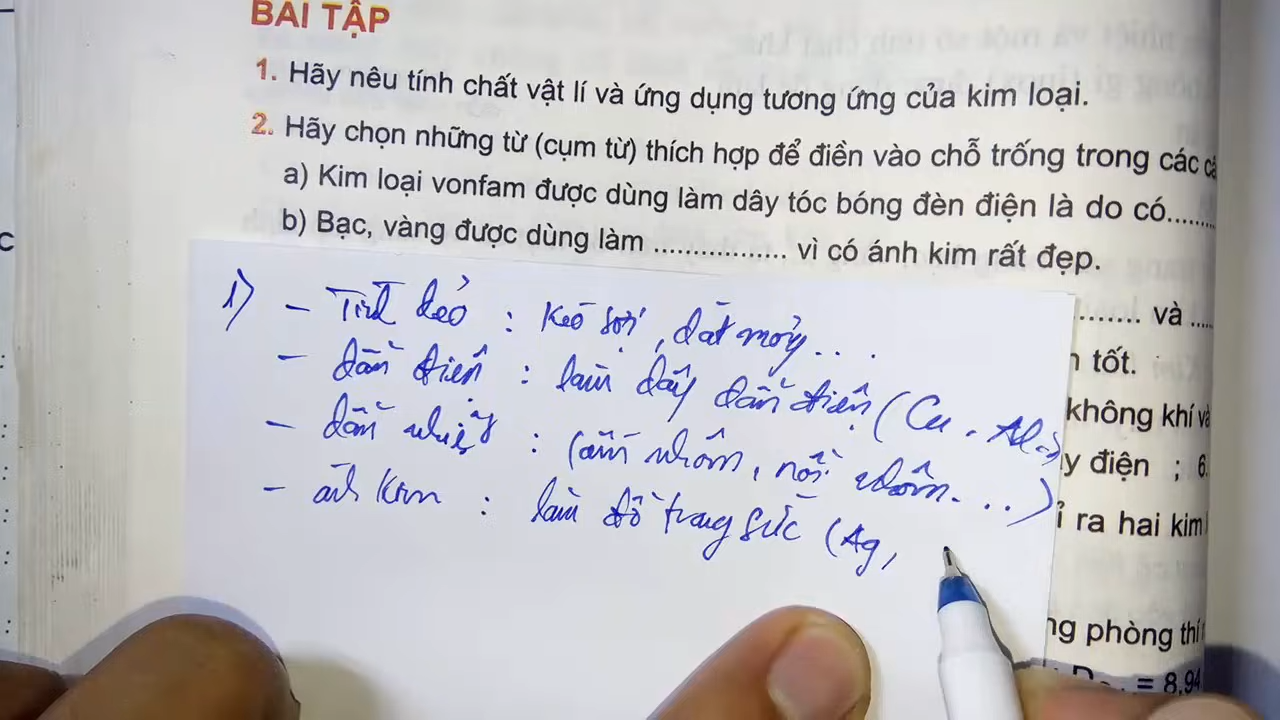 BÀI TẬP
1. Hãy nêu tính chất vật lí và ứng dụng tương ứng của kim loại.
2. Hãy chọn những từ (cụm từ) thích hợp để điền vào chỗ trống trong các
a) Kim loại vonfam được dùng làm dây tóc bóng đèn điện là do có.........
b) Bạc, vàng được dùng làm ................. vì có ánh kim rất đẹp.
......... và .....
tốt.
không khí và
y điện ; 6.
ra hai kim
ng phòng thí
= 8,94
1) - Tính dẻo : kéo sợi, dát mỏng...
- dẫn điện : làm dây dẫn điện (Cu, Al...)
- dẫn nhiệt : (ấm nhôm, nồi nhôm...)
- ánh kim : làm đồ trang sức (Ag,
C